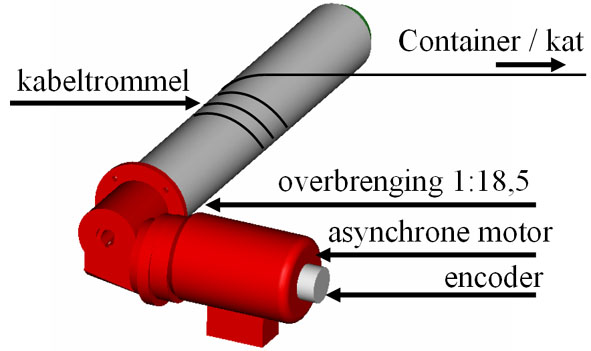 Container / kat
kabeltrommel
overbrenging 1:18,5
asynchrone motor
encoder